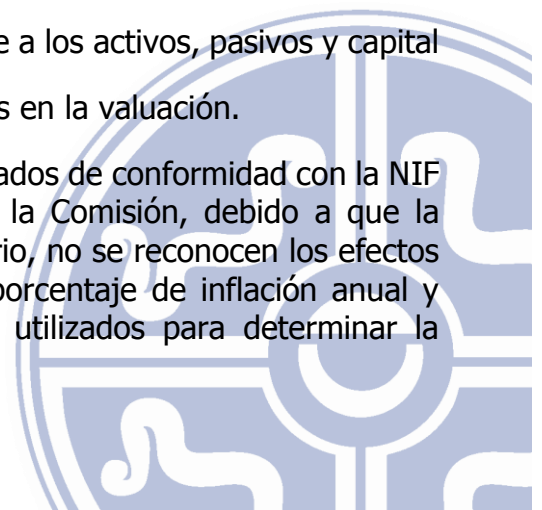 e a los activos, pasivos y capital
s en la valuación.
ados de conformidad con la NIF
la Comisión, debido a que la
rio, no se reconocen los efectos
porcentaje de inflación anual y
utilizados para determinar la